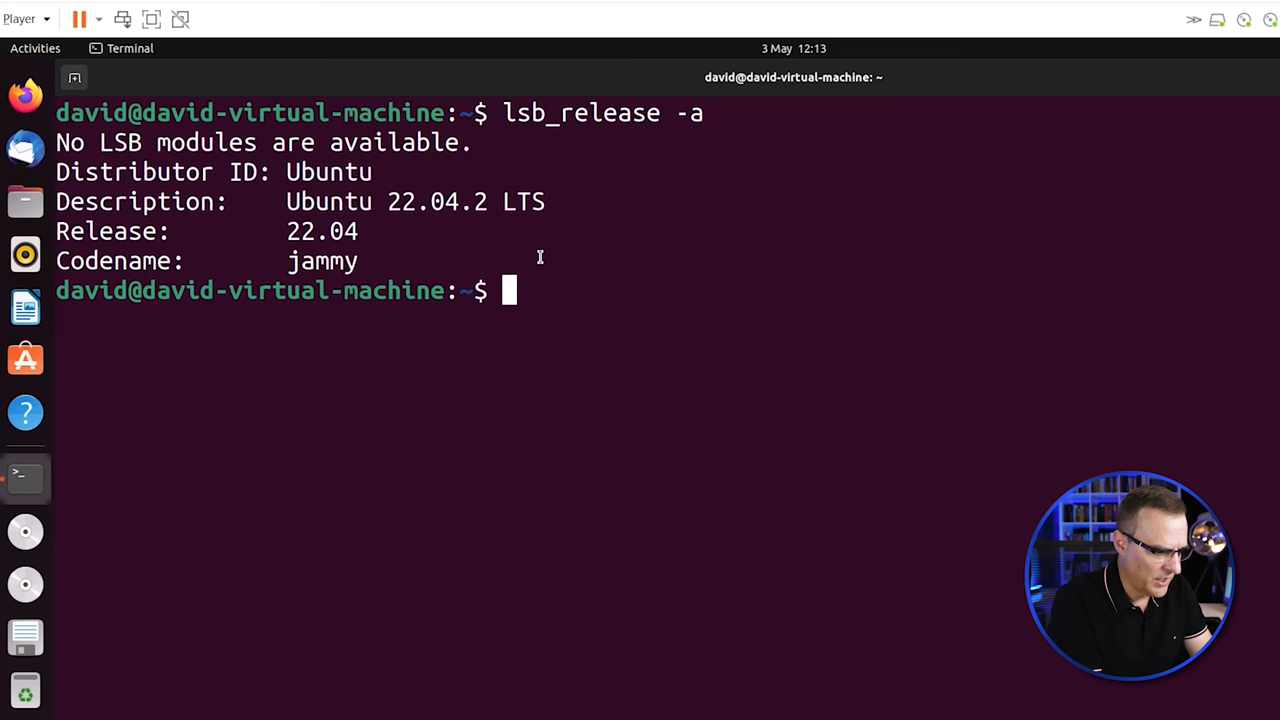 Player
Activities
Terminal
3 May 12:13
david@david-virtual-machine: ~
david@david-virtual-machine:~$ lsb_release -a
No LSB modules are available.
Distributor ID: Ubuntu
Description:    Ubuntu 22.04.2 LTS
Release:        22.04
Codename:       jammy
david@david-virtual-machine:~$